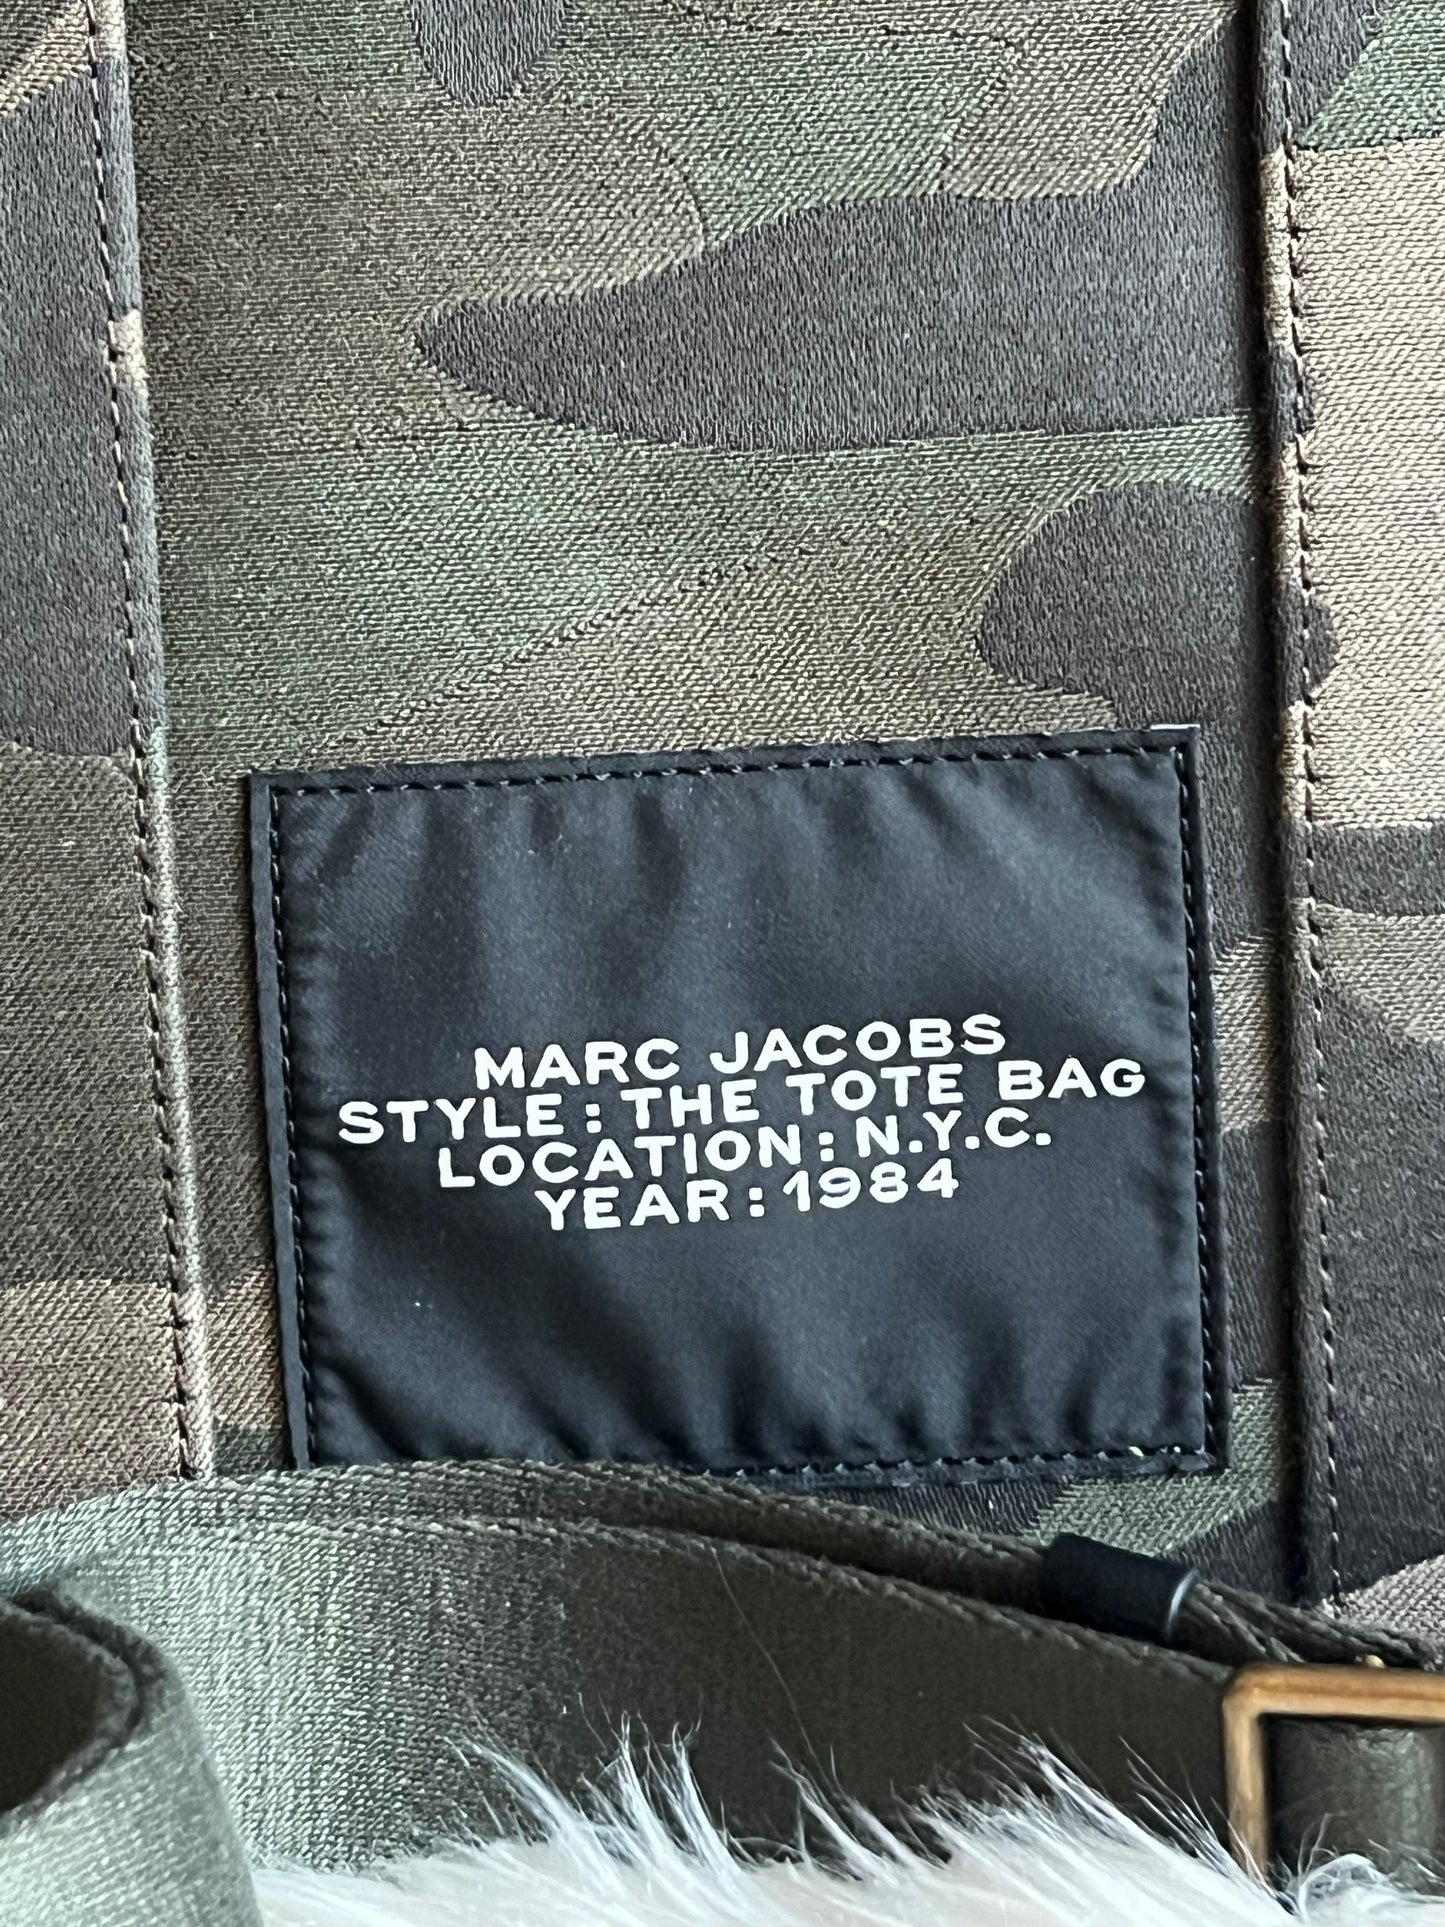 MARC JACOBS
STYLE: THE TOTE BAG
LOCATION: N.Y.C.
YEAR: 1984